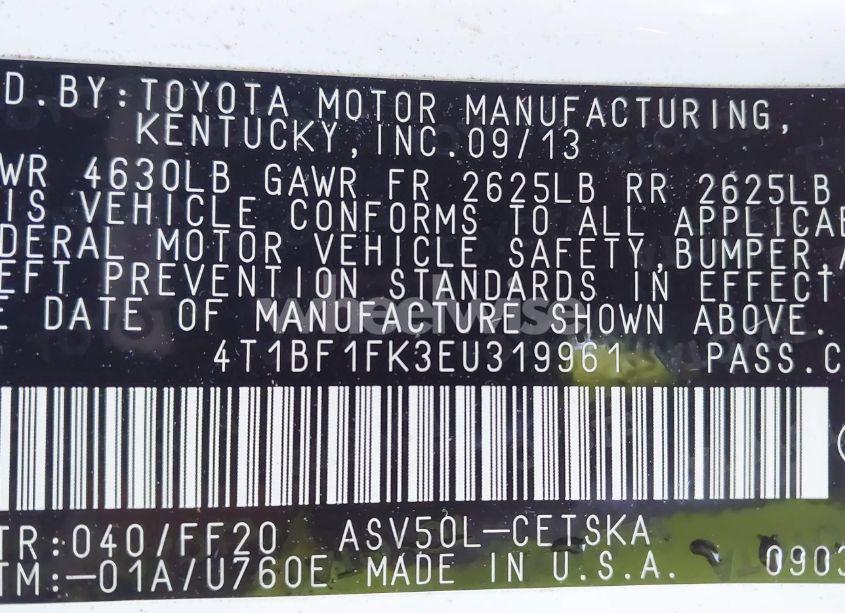 D.BY:TOYOTA MOTOR MANUFACTURING,
KENTUCKY,INC.09/13
WR 4630LB GAWR FR 2625LB RR 2625LB
IS VEHICLE CONFORMS TO ALL APPLICAB
DERAL MOTOR VEHICLE SAFETY,BUMPER,A
EFT PREVENTION STANDARDS IN EFFECT
E DATE OF MANUFACTURE SHOWN ABOVE.
wheelwise
4T1BF1FK3EU319961 PASS.C
TR:040/FF20 ASV50L-CETSKA
TM:-01A/U760E MADE IN U.S.A. 0903